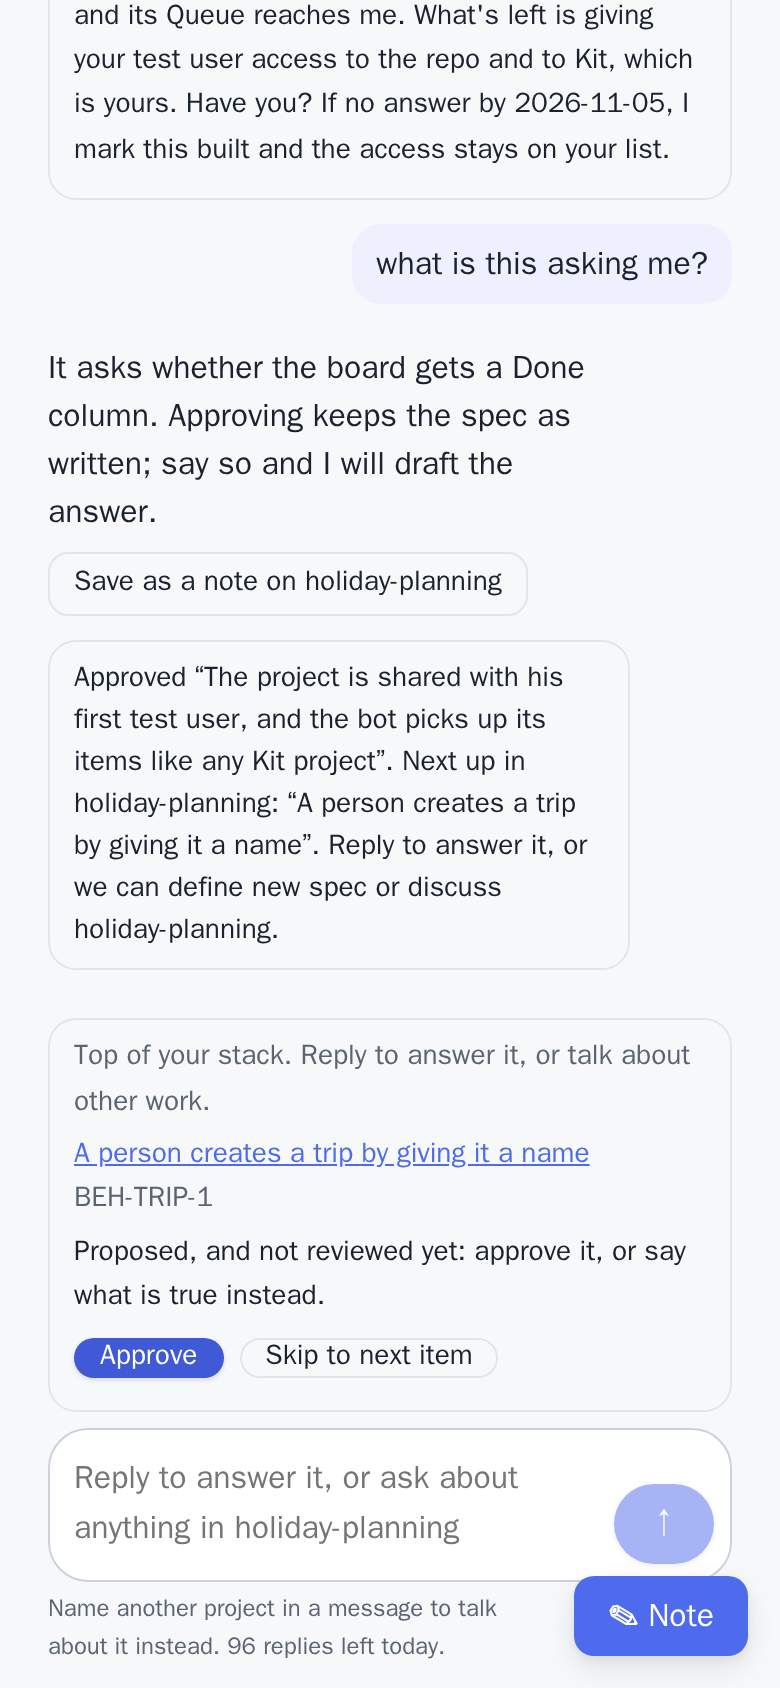 and its Queue reaches me. What's left is giving
your test user access to the repo and to Kit, which
is yours. Have you? If no answer by 2026-11-05, I
mark this built and the access stays on your list.
what is this asking me?
It asks whether the board gets a Done
column. Approving keeps the spec as
written; say so and I will draft the
answer.
Save as a note on holiday-planning
Approved “The project is shared with his
first test user, and the bot picks up its
items like any Kit project”. Next up in
holiday-planning: “A person creates a trip
by giving it a name”. Reply to answer it, or
we can define new spec or discuss
holiday-planning.
Top of your stack. Reply to answer it, or talk about
other work.
A person creates a trip by giving it a name
BEH-TRIP-1
Proposed, and not reviewed yet: approve it, or say
what is true instead.
Approve
Skip to next item
Reply to answer it, or ask about
anything in holiday-planning
↑
Name another project in a message to talk
about it instead. 96 replies left today.
✎ Note